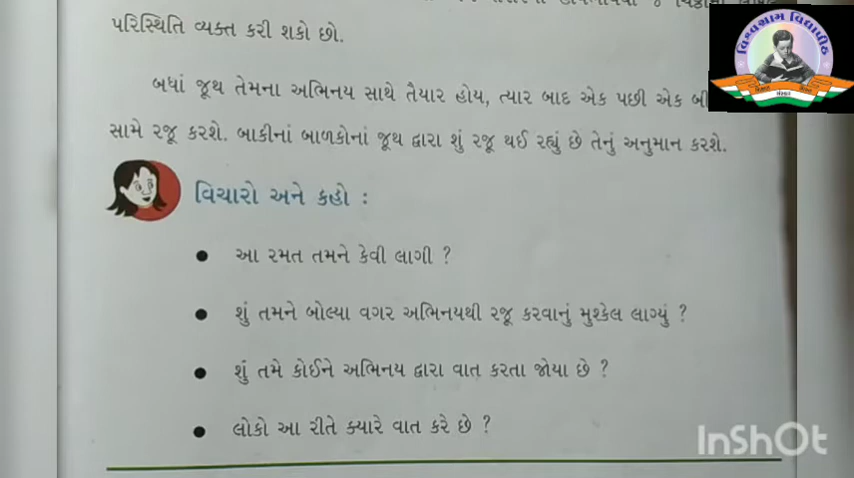 પરિસ્થિતિ વ્યક્ત કરી શકો છો.
બધાં જૂથ તેમના અભિનય સાથે તૈયાર હોય, ત્યાર બાદ એક પછી એક
સામે રજૂ કરશે. બાકીનાં બાળકોનાં જૂથ દ્વારા શું રજૂ થઈ રહ્યું છે તેનું અનુમાન કરશે.
વિચારો અને કહો :
● આ રમત તમને કેવી લાગી ?
● શું તમને બોલ્યા વગર અભિનયથી રજૂ કરવાનું મુશ્કેલ લાગ્યું ?
● શું તમે કોઈને અભિનય દ્વારા વાત કરતા જોયા છે ?
● લોકો આ રીતે ક્યારે વાત કરે છે ?
વિશ્વગ્રામ વિદ્યાપીઠ
InShOt